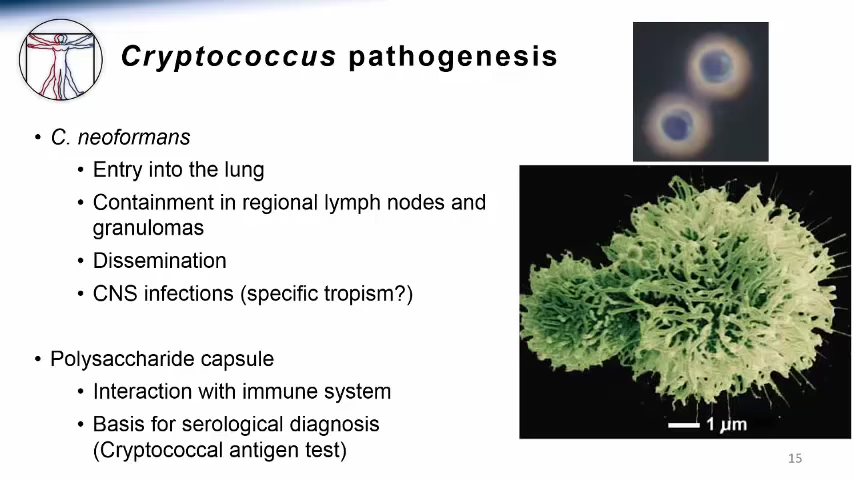 Cryptococcus pathogenesis
• C. neoformans
• Entry into the lung
• Containment in regional lymph nodes and
granulomas
• Dissemination
• CNS infections (specific tropism?)
• Polysaccharide capsule
• Interaction with immune system
• Basis for serological diagnosis
(Cryptococcal antigen test)
1 µm
15